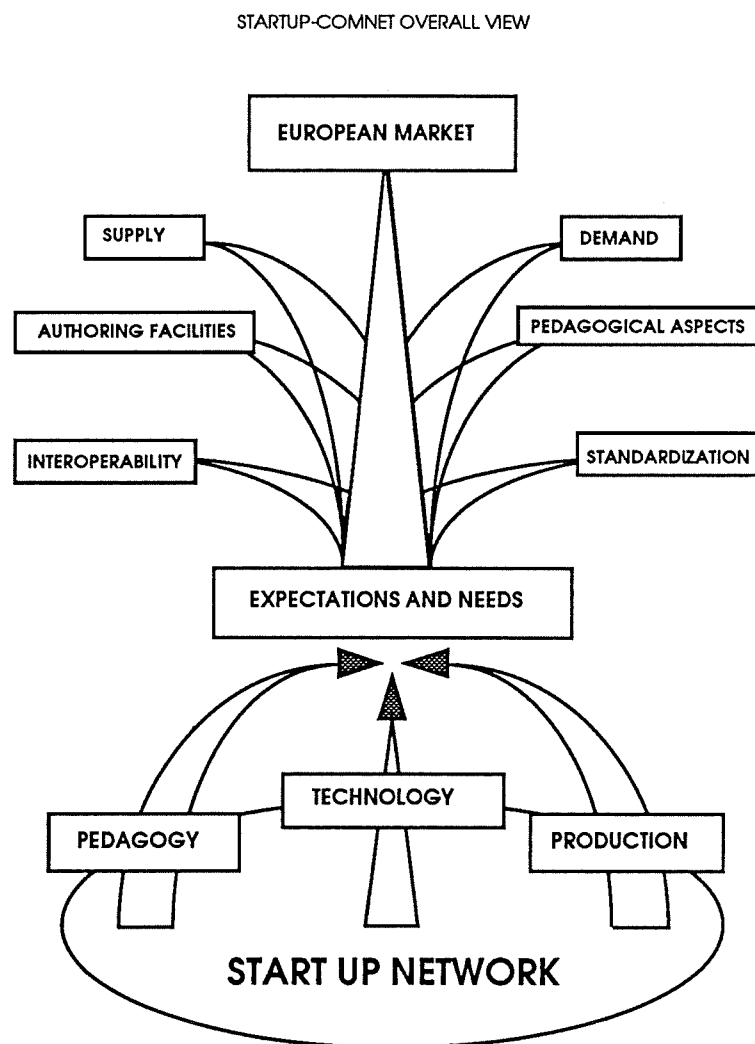 STARTUP-COMNET OVERALL VIEW
EUROPEAN MARKET
SUPPLY
DEMAND
AUTHORING FACILITIES
PEDAGOGICAL ASPECTS
INTEROPERABILITY
STANDARDIZATION
EXPECTATIONS AND NEEDS
TECHNOLOGY
PEDAGOGY
PRODUCTION
START UP NETWORK